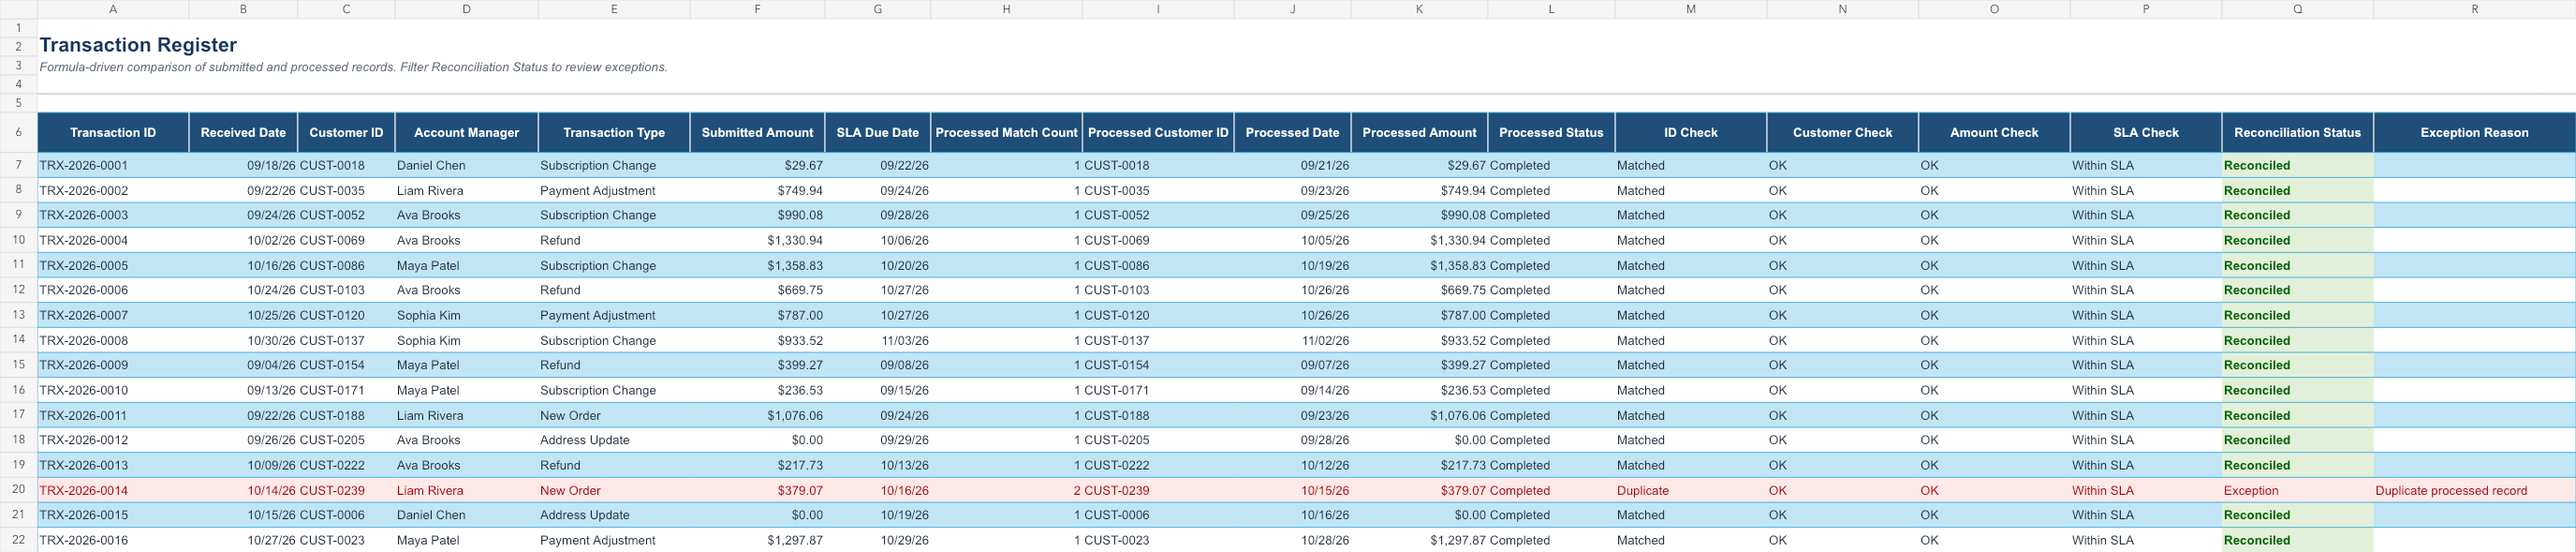 A B C D E F G H I J K L M N O P Q R
1
2 Transaction Register
3 Formula-driven comparison of submitted and processed records. Filter Reconciliation Status to review exceptions.
4
5
6 Transaction ID Received Date Customer ID Account Manager Transaction Type Submitted Amount SLA Due Date Processed Match Count Processed Customer ID Processed Date Processed Amount Processed Status ID Check Customer Check Amount Check SLA Check Reconciliation Status Exception Reason
7 TRX-2026-0001 09/18/26 CUST-0018 Daniel Chen Subscription Change $29.67 09/22/26 1 CUST-0018 09/21/26 $29.67 Completed Matched OK OK Within SLA Reconciled
8 TRX-2026-0002 09/22/26 CUST-0035 Liam Rivera Payment Adjustment $749.94 09/24/26 1 CUST-0035 09/23/26 $749.94 Completed Matched OK OK Within SLA Reconciled
9 TRX-2026-0003 09/24/26 CUST-0052 Ava Brooks Subscription Change $990.08 09/28/26 1 CUST-0052 09/25/26 $990.08 Completed Matched OK OK Within SLA Reconciled
10 TRX-2026-0004 10/02/26 CUST-0069 Ava Brooks Refund $1,330.94 10/06/26 1 CUST-0069 10/05/26 $1,330.94 Completed Matched OK OK Within SLA Reconciled
11 TRX-2026-0005 10/16/26 CUST-0086 Maya Patel Subscription Change $1,358.83 10/20/26 1 CUST-0086 10/19/26 $1,358.83 Completed Matched OK OK Within SLA Reconciled
12 TRX-2026-0006 10/24/26 CUST-0103 Ava Brooks Refund $669.75 10/27/26 1 CUST-0103 10/26/26 $669.75 Completed Matched OK OK Within SLA Reconciled
13 TRX-2026-0007 10/25/26 CUST-0120 Sophia Kim Payment Adjustment $787.00 10/27/26 1 CUST-0120 10/26/26 $787.00 Completed Matched OK OK Within SLA Reconciled
14 TRX-2026-0008 10/30/26 CUST-0137 Sophia Kim Subscription Change $933.52 11/03/26 1 CUST-0137 11/02/26 $933.52 Completed Matched OK OK Within SLA Reconciled
15 TRX-2026-0009 09/04/26 CUST-0154 Maya Patel Refund $399.27 09/08/26 1 CUST-0154 09/07/26 $399.27 Completed Matched OK OK Within SLA Reconciled
16 TRX-2026-0010 09/13/26 CUST-0171 Maya Patel Subscription Change $236.53 09/15/26 1 CUST-0171 09/14/26 $236.53 Completed Matched OK OK Within SLA Reconciled
17 TRX-2026-0011 09/22/26 CUST-0188 Liam Rivera New Order $1,076.06 09/24/26 1 CUST-0188 09/23/26 $1,076.06 Completed Matched OK OK Within SLA Reconciled
18 TRX-2026-0012 09/26/26 CUST-0205 Ava Brooks Address Update $0.00 09/29/26 1 CUST-0205 09/28/26 $0.00 Completed Matched OK OK Within SLA Reconciled
19 TRX-2026-0013 10/09/26 CUST-0222 Ava Brooks Refund $217.73 10/13/26 1 CUST-0222 10/12/26 $217.73 Completed Matched OK OK Within SLA Reconciled
20 TRX-2026-0014 10/14/26 CUST-0239 Liam Rivera New Order $379.07 10/16/26 2 CUST-0239 10/15/26 $379.07 Completed Duplicate OK OK Within SLA Exception Duplicate processed record
21 TRX-2026-0015 10/15/26 CUST-0006 Daniel Chen Address Update $0.00 10/19/26 1 CUST-0006 10/16/26 $0.00 Completed Matched OK OK Within SLA Reconciled
22 TRX-2026-0016 10/27/26 CUST-0023 Maya Patel Payment Adjustment $1,297.87 10/29/26 1 CUST-0023 10/28/26 $1,297.87 Completed Matched OK OK Within SLA Reconciled